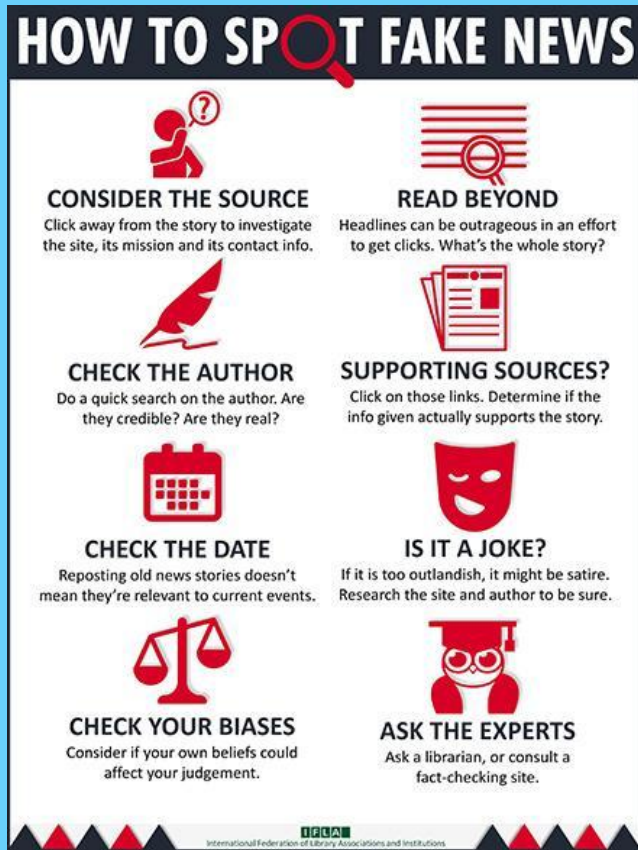 HOW TO SPOT FAKE NEWS
?
CONSIDER THE SOURCE
Click away from the story to investigate
the site, its mission and its contact info.
READ BEYOND
Headlines can be outrageous in an effort
to get clicks. What's the whole story?
CHECK THE AUTHOR
Do a quick search on the author. Are
they credible? Are they real?
SUPPORTING SOURCES?
Click on those links. Determine if the
info given actually supports the story.
CHECK THE DATE
Reposting old news stories doesn't
mean they're relevant to current events.
IS IT A JOKE?
If it is too outlandish, it might be satire.
Research the site and author to be sure.
CHECK YOUR BIASES
Consider if your own beliefs could
affect your judgement.
ASK THE EXPERTS
Ask a librarian, or consult a
fact-checking site.
IFLA
International Federation of Library Associations and Institutions